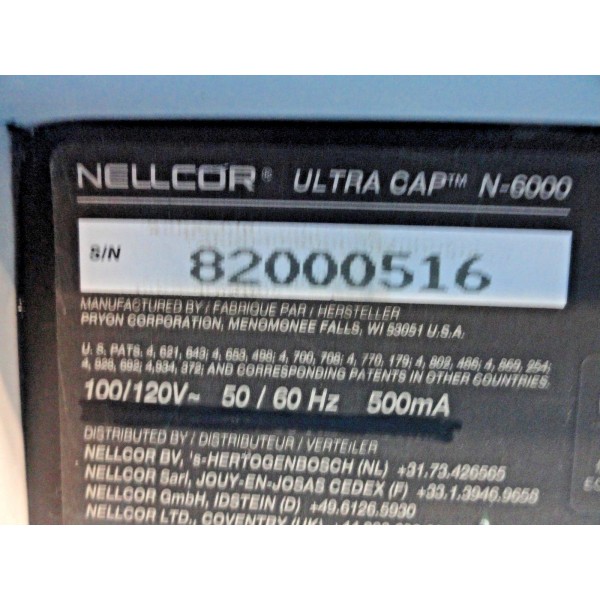 NELLCOR® ULTRA CAP™ N-6000
S/N 82000516
MANUFACTURED BY / FABRIQUE PAR / HERSTELLER
PRYON CORPORATION, MENOMONEE FALLS, WI 53051 U.S.A.
U.S. PATS. 4, 621, 643; 4, 653, 498; 4, 700, 708; 4, 770, 179; 4, 802, 486; 4, 869, 254;
4, 928, 692; 4,934, 372; AND CORRESPONDING PATENTS IN OTHER COUNTRIES.
100/120V~ 50 / 60 Hz 500mA
DISTRIBUTED BY / DISTRIBUTEUR / VERTEILER
NELLCOR BV, 's-HERTOGENBOSCH (NL) +31.73.426565
NELLCOR Sarl, JOUY-EN-JOSAS CEDEX (F) +33.1.3946.9658
NELLCOR GmbH, IDSTEIN (D) +49.6126.5930
NELLCOR LTD., COVENTRY (UK)